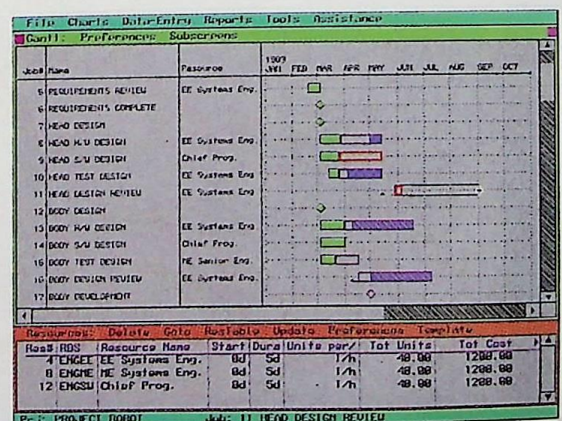 File Charts Data-Entry Reports Tools Assistance
Gantt: Preferences Subscreens
Job# Name Resource JAN FEB MAR APR MAY JUN JUL AUG SEP OCT
5 REQUIREMENTS REVIEW EE Systems Eng.
6 REQUIREMENTS COMPLETE
7 HEAD DESIGN
8 HEAD H/W DESIGN EE Systems Eng.
9 HEAD S/W DESIGN Chief Prog.
10 HEAD TEST DESIGN EE Systems Eng
11 HEAD DESIGN REVIEW EE Systems Eng
12 BODY DESIGN
13 BODY H/W DESIGN EE Systems Eng.
14 BODY S/W DESIGN Chief Prog.
15 BODY TEST DESIGN ME Senior Eng.
16 BODY DESIGN REVIEW EE Systems Eng.
17 BODY DEVELOPMENT
Resources: Delete Goto Update Preferences Template
Res# RBS Resource Name Start Dura Units per/ Tot Units Tot Cost
4 ENGEE EE Systems Eng. 0d 5d 1/h 40.00 1200.00
8 ENGME ME Systems Eng. 0d 5d 1/h 40.00 1200.00
12 ENGSW Chief Prog. 0d 5d 1/h 40.00 1200.00
Prj: PROJECT ROBOT Job: 11 HEAD DESIGN REVIEW